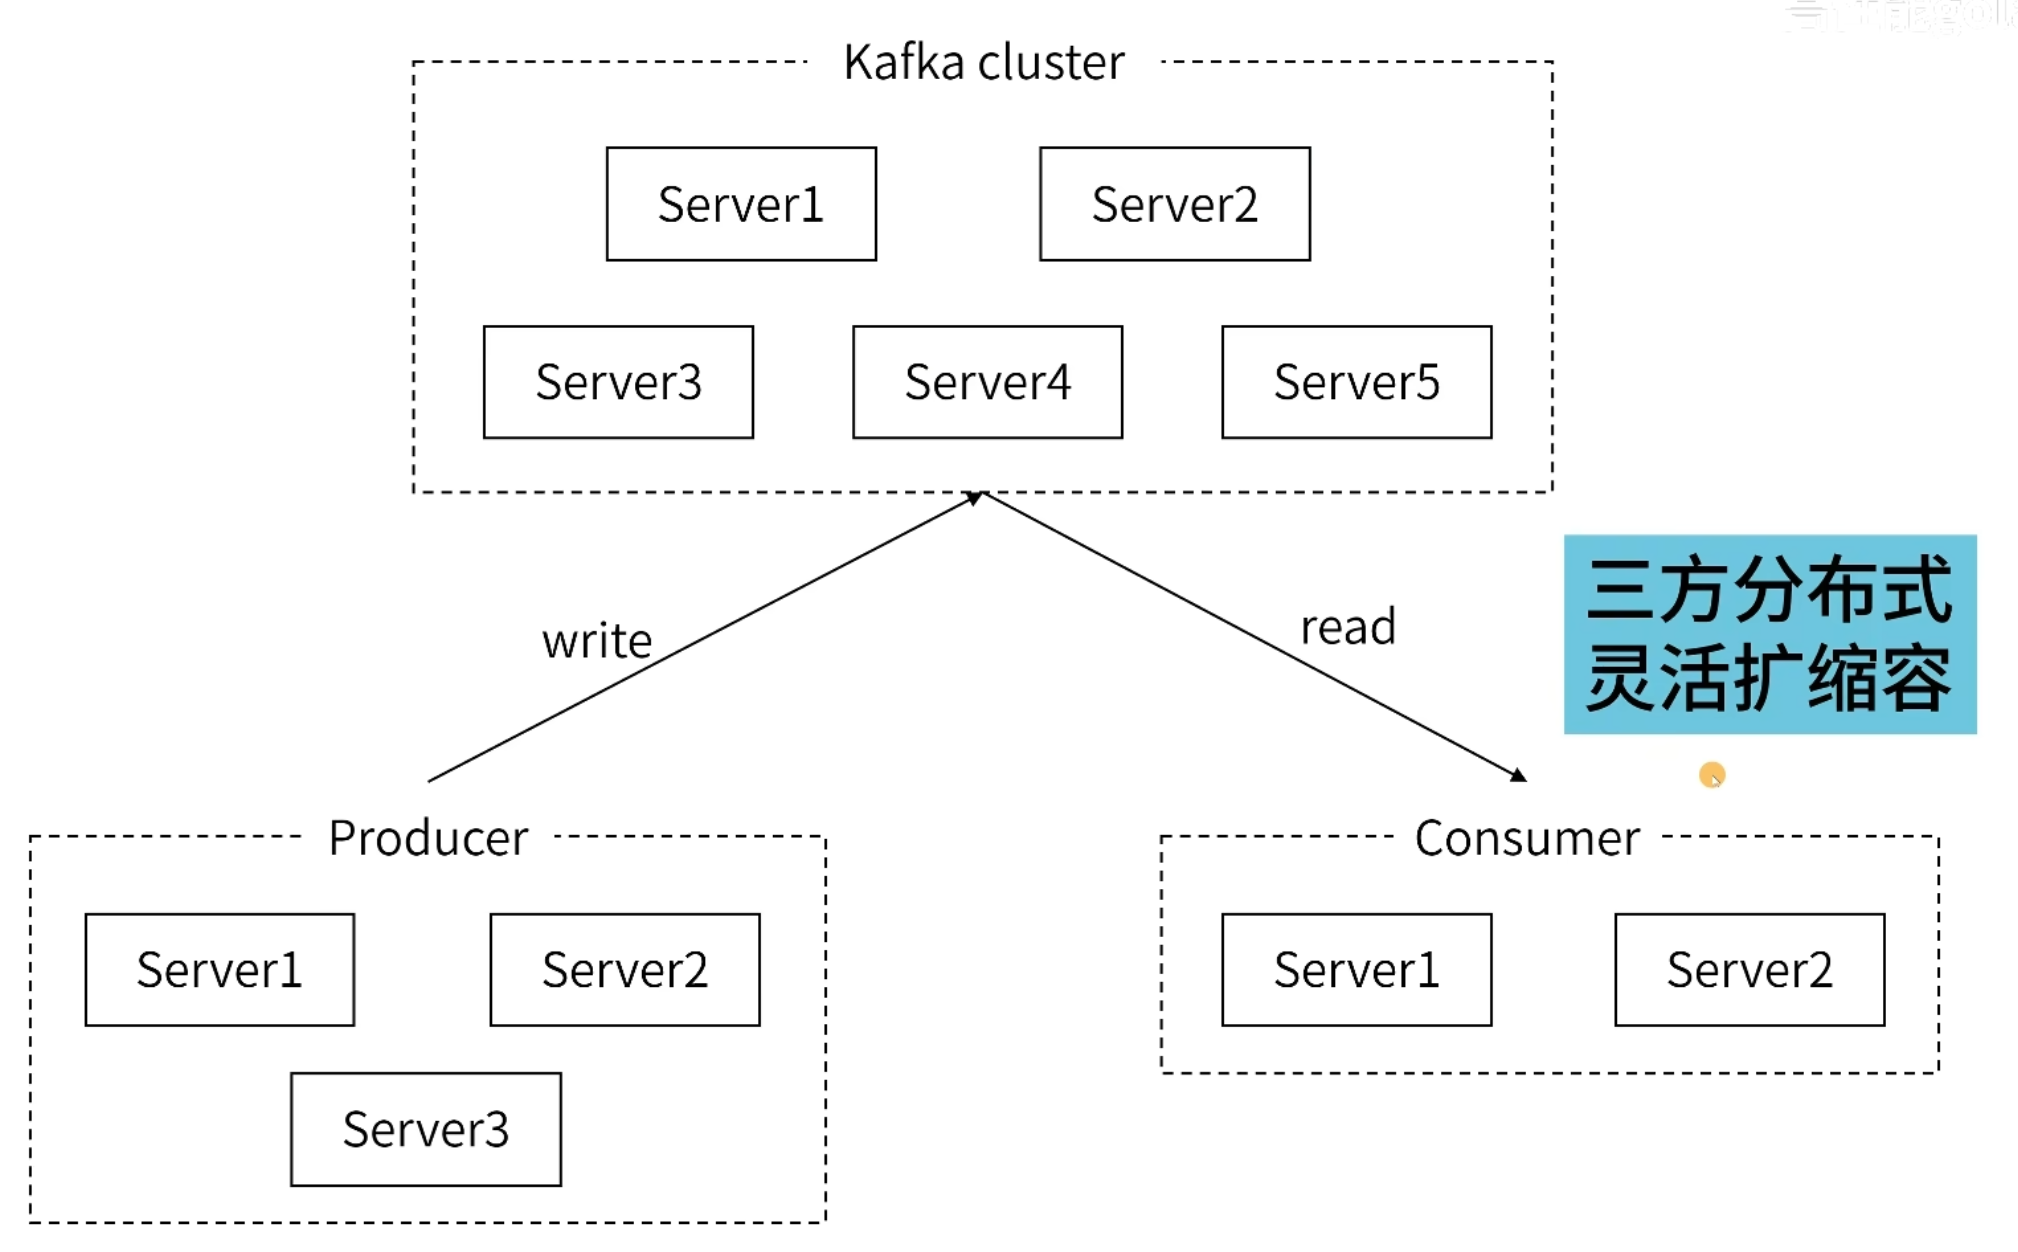 Kafka cluster
Server1
Server2
Server3
Server4
Server5
write
read
三方分布式
灵活扩缩容
Producer
Consumer
Server1
Server2
Server1
Server2
Server3